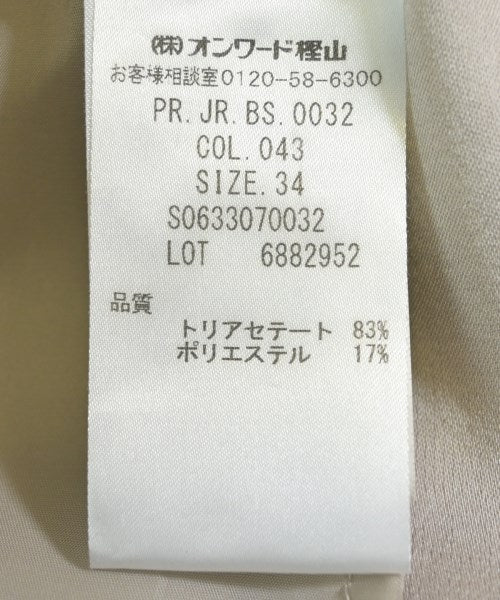 (株)オンワード樫山
お客様相談室0120-58-6300
PR.JR.BS.0032
COL.043
SIZE.34
S0633070032
LOT 6882952
品質
トリアセテート 83%
ポリエステル 17%